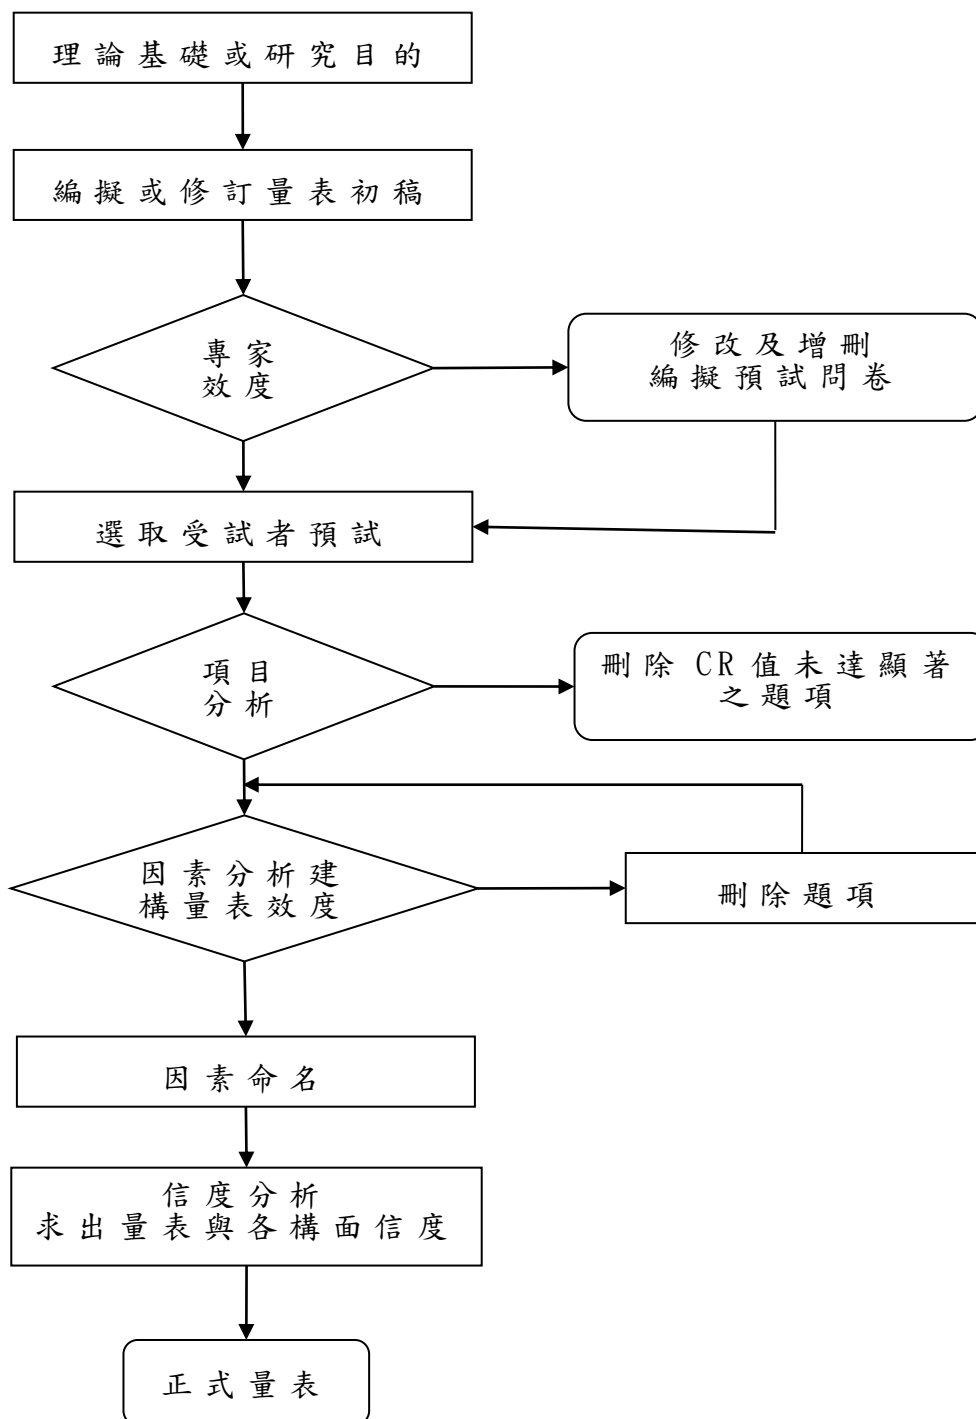 理論基礎或研究目的
編擬或修訂量表初稿
專家
效度
修改及增刪
編擬預試問卷
選取受試者預試
項目
分析
刪除 CR 值未達顯著
之題項
因素分析建
構量表效度
刪除題項
因素命名
信度分析
求出量表與各構面信度
正式量表